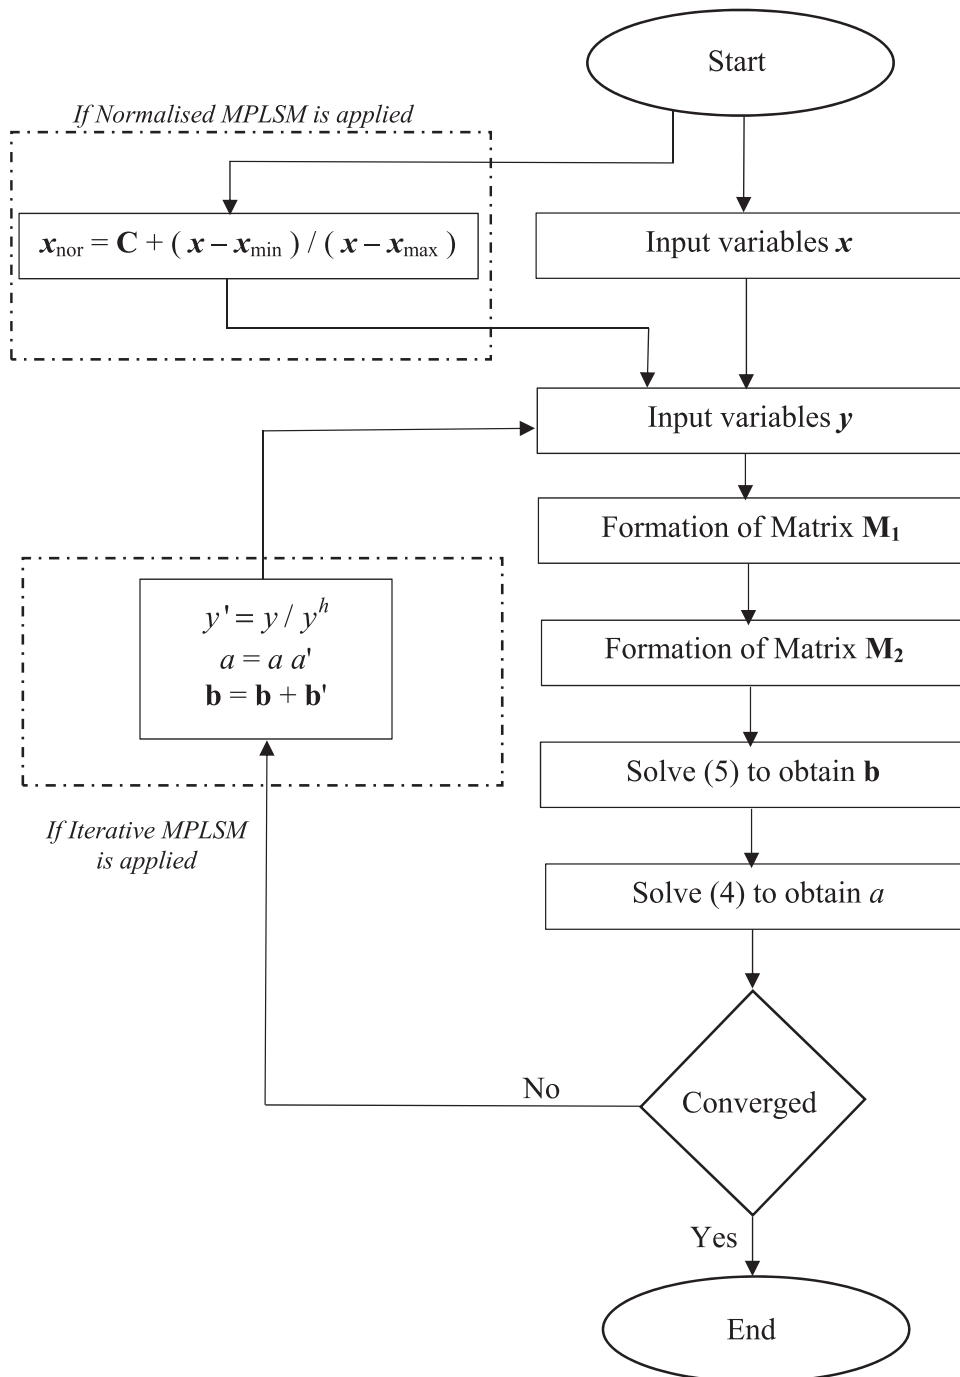 Start
If Normalised MPLSM is applied
x_nor = C + ( x – x_min ) / ( x – x_max )
Input variables x
Input variables y
Formation of Matrix M₁
y' = y / y^h
a = a a'
b = b + b'
Formation of Matrix M₂
Solve (5) to obtain b
If Iterative MPLSM
is applied
Solve (4) to obtain a
No
Converged
Yes
End